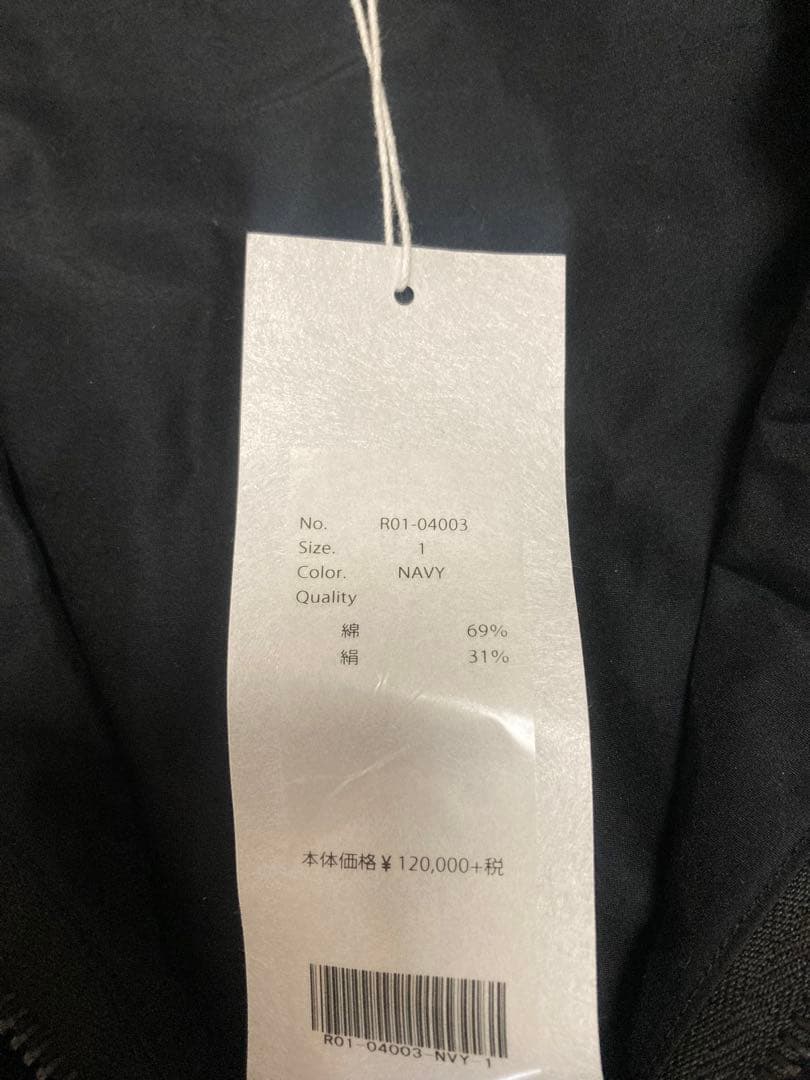 No. R01-04003
Size. 1
Color. NAVY
Quality
綿 69%
絹 31%
本体価格¥120,000+税
R01-04003-NVY-1